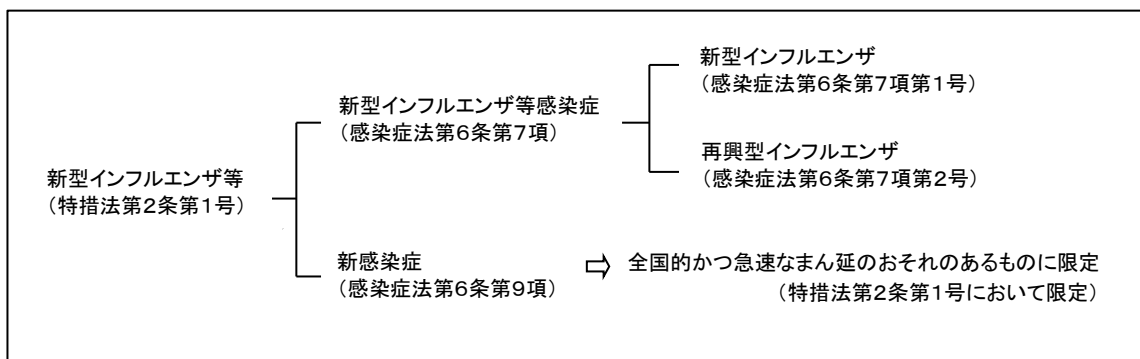 新型インフルエンザ
（感染症法第６条第７項第１号）
新型インフルエンザ等感染症
（感染症法第６条第７項）
再興型インフルエンザ
（感染症法第６条第７項第２号）
新型インフルエンザ等
（特措法第２条第１号）
新感染症
（感染症法第６条第９項）
⇨ 全国的かつ急速なまん延のおそれのあるものに限定
（特措法第２条第１号において限定）